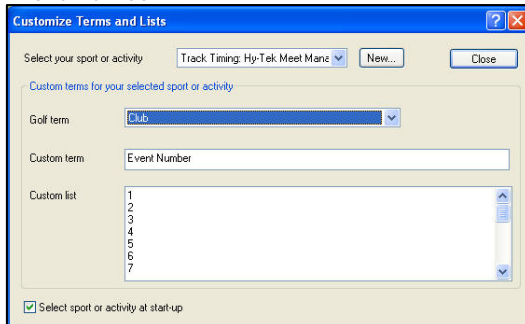 Customize Terms and Lists
Select your sport or activity Track Timing: Hy-Tek Meet Mana New... Close
Custom terms for your selected sport or activity
Golf term Club
Custom term Event Number
Custom list 1
2
3
4
5
6
7
Select sport or activity at start-up